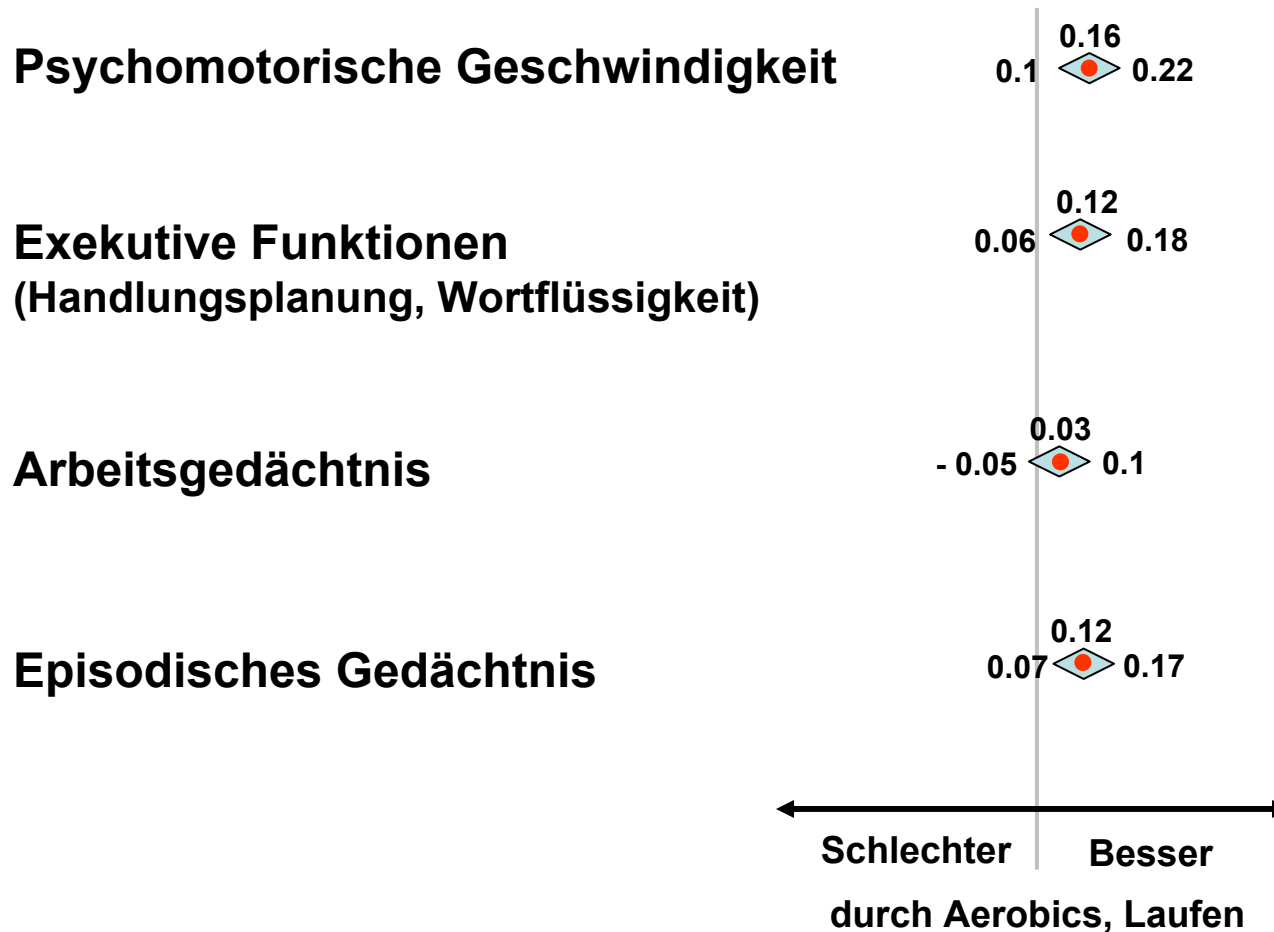 0.16
Psychomotorische Geschwindigkeit 0.1 0.22
0.12
Exekutive Funktionen 0.06 0.18
(Handlungsplanung, Wortflüssigkeit)
0.03
Arbeitsgedächtnis - 0.05 0.1
0.12
Episodisches Gedächtnis 0.07 0.17
Schlechter Besser
durch Aerobics, Laufen